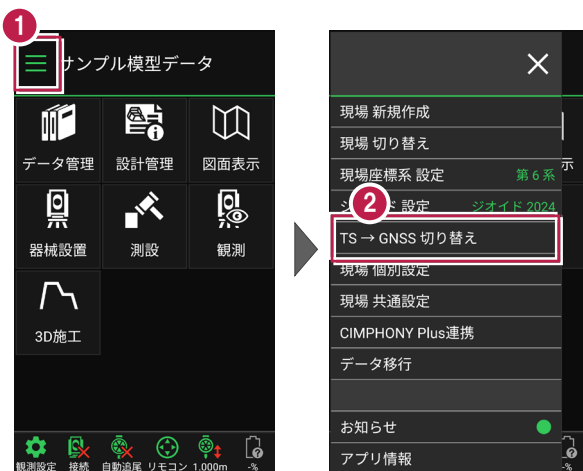 1
サンプル模型データ
データ管理
設計管理
図面表示
器械設置
測設
観測
3D施工
観測設定
接続
自動追尾
リモコン
1.000m
-%
現場 新規作成
現場 切り替え
現場座標系 設定 第6系
2
設定 ジオイド 2024
TS → GNSS 切り替え
現場 個別設定
現場 共通設定
CIMPHONY Plus連携
データ移行
お知らせ
アプリ情報
示
-%